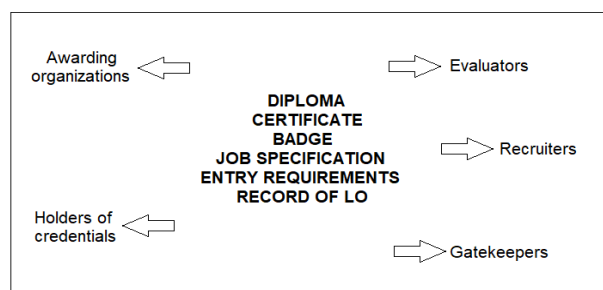 Awarding
organizations
Evaluators
DIPLOMA
CERTIFICATE
BADGE
JOB SPECIFICATION
ENTRY REQUIREMENTS
RECORD OF LO
Recruiters
Holders of
credentials
Gatekeepers